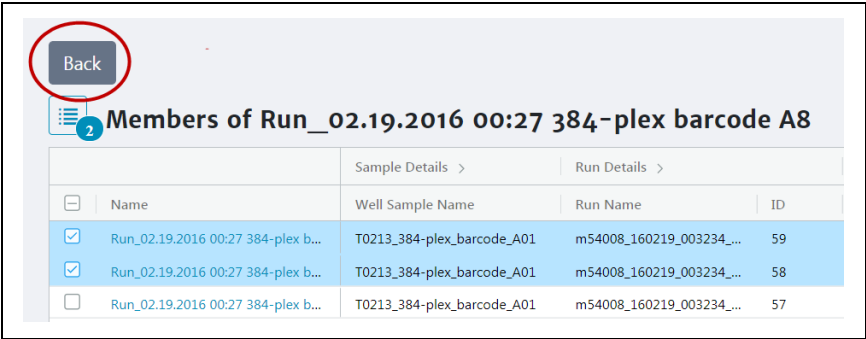 Back
2
Members of Run_02.19.2016 00:27 384-plex barcode A8
Sample Details > Run Details >
Name Well Sample Name Run Name ID
Run_02.19.2016 00:27 384-plex b... T0213_384-plex_barcode_A01 m54008_160219_003234_... 59
Run_02.19.2016 00:27 384-plex b... T0213_384-plex_barcode_A01 m54008_160219_003234_... 58
Run_02.19.2016 00:27 384-plex b... T0213_384-plex_barcode_A01 m54008_160219_003234_... 57